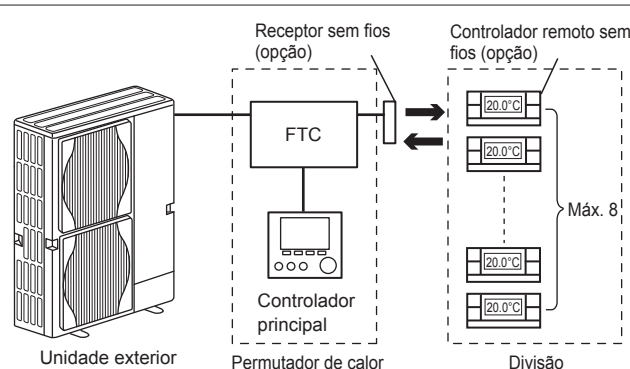 Receptor sem fios
(opção)
Controlador remoto sem
fios (opção)
FTC
20.0°C
20.0°C
Máx. 8
20.0°C
20.0°C
Controlador
principal
Unidade exterior
Permutador de calor
Divisão